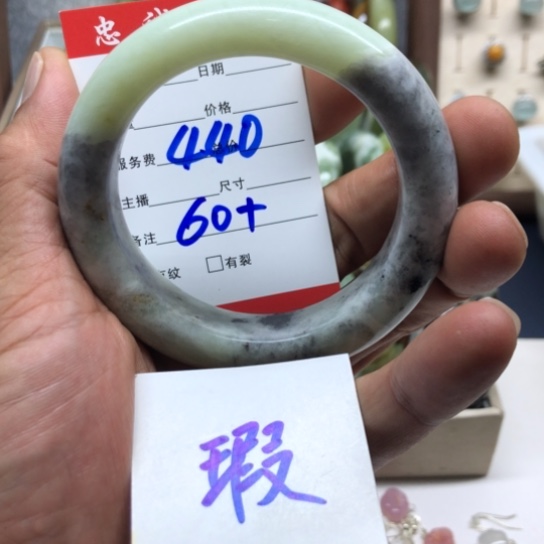 忠
日期
价格
服务费 440
主播 尺寸
备注 60+
纹 有裂
瑕